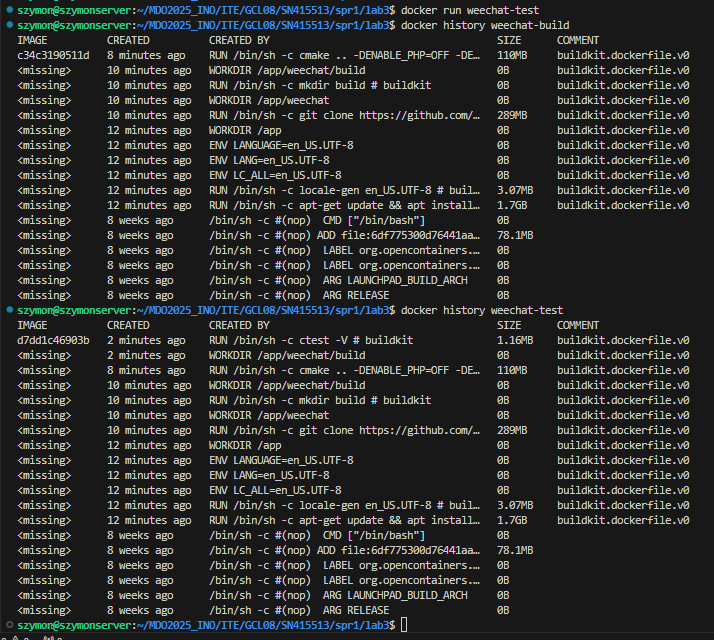 szymon@szymonserver:~/MDO2025_INO/ITE/GCL08/SN415513/spr1/lab3$ docker run weechat-test
szymon@szymonserver:~/MDO2025_INO/ITE/GCL08/SN415513/spr1/lab3$ docker history weechat-build
IMAGE CREATED CREATED BY SIZE COMMENT
c34c3190511d 8 minutes ago RUN /bin/sh -c cmake .. -DENABLE_PHP=OFF -DE… 110MB buildkit.dockerfile.v0
<missing> 10 minutes ago WORKDIR /app/weechat/build 0B buildkit.dockerfile.v0
<missing> 10 minutes ago RUN /bin/sh -c mkdir build # buildkit 0B buildkit.dockerfile.v0
<missing> 10 minutes ago WORKDIR /app/weechat 0B buildkit.dockerfile.v0
<missing> 10 minutes ago RUN /bin/sh -c git clone https://github.com/… 289MB buildkit.dockerfile.v0
<missing> 12 minutes ago WORKDIR /app 0B buildkit.dockerfile.v0
<missing> 12 minutes ago ENV LANGUAGE=en_US.UTF-8 0B buildkit.dockerfile.v0
<missing> 12 minutes ago ENV LANG=en_US.UTF-8 0B buildkit.dockerfile.v0
<missing> 12 minutes ago ENV LC_ALL=en_US.UTF-8 0B buildkit.dockerfile.v0
<missing> 12 minutes ago RUN /bin/sh -c locale-gen en_US.UTF-8 # buil… 3.07MB buildkit.dockerfile.v0
<missing> 12 minutes ago RUN /bin/sh -c apt-get update && apt install… 1.7GB buildkit.dockerfile.v0
<missing> 8 weeks ago /bin/sh -c #(nop) CMD ["/bin/bash"] 0B
<missing> 8 weeks ago /bin/sh -c #(nop) ADD file:6df775300d76441aa… 78.1MB
<missing> 8 weeks ago /bin/sh -c #(nop) LABEL org.opencontainers.… 0B
<missing> 8 weeks ago /bin/sh -c #(nop) LABEL org.opencontainers.… 0B
<missing> 8 weeks ago /bin/sh -c #(nop) ARG LAUNCHPAD_BUILD_ARCH 0B
<missing> 8 weeks ago /bin/sh -c #(nop) ARG RELEASE 0B
szymon@szymonserver:~/MDO2025_INO/ITE/GCL08/SN415513/spr1/lab3$ docker history weechat-test
IMAGE CREATED CREATED BY SIZE COMMENT
d7dd1c46903b 2 minutes ago RUN /bin/sh -c ctest -V # buildkit 1.16MB buildkit.dockerfile.v0
<missing> 2 minutes ago WORKDIR /app/weechat/build 0B buildkit.dockerfile.v0
<missing> 8 minutes ago RUN /bin/sh -c cmake .. -DENABLE_PHP=OFF -DE… 110MB buildkit.dockerfile.v0
<missing> 10 minutes ago WORKDIR /app/weechat/build 0B buildkit.dockerfile.v0
<missing> 10 minutes ago RUN /bin/sh -c mkdir build # buildkit 0B buildkit.dockerfile.v0
<missing> 10 minutes ago WORKDIR /app/weechat 0B buildkit.dockerfile.v0
<missing> 10 minutes ago RUN /bin/sh -c git clone https://github.com/… 289MB buildkit.dockerfile.v0
<missing> 12 minutes ago WORKDIR /app 0B buildkit.dockerfile.v0
<missing> 12 minutes ago ENV LANGUAGE=en_US.UTF-8 0B buildkit.dockerfile.v0
<missing> 12 minutes ago ENV LANG=en_US.UTF-8 0B buildkit.dockerfile.v0
<missing> 12 minutes ago ENV LC_ALL=en_US.UTF-8 0B buildkit.dockerfile.v0
<missing> 12 minutes ago RUN /bin/sh -c locale-gen en_US.UTF-8 # buil… 3.07MB buildkit.dockerfile.v0
<missing> 12 minutes ago RUN /bin/sh -c apt-get update && apt install… 1.7GB buildkit.dockerfile.v0
<missing> 8 weeks ago /bin/sh -c #(nop) CMD ["/bin/bash"] 0B
<missing> 8 weeks ago /bin/sh -c #(nop) ADD file:6df775300d76441aa… 78.1MB
<missing> 8 weeks ago /bin/sh -c #(nop) LABEL org.opencontainers.… 0B
<missing> 8 weeks ago /bin/sh -c #(nop) LABEL org.opencontainers.… 0B
<missing> 8 weeks ago /bin/sh -c #(nop) ARG LAUNCHPAD_BUILD_ARCH 0B
<missing> 8 weeks ago /bin/sh -c #(nop) ARG RELEASE 0B
szymon@szymonserver:~/MDO2025_INO/ITE/GCL08/SN415513/spr1/lab3$